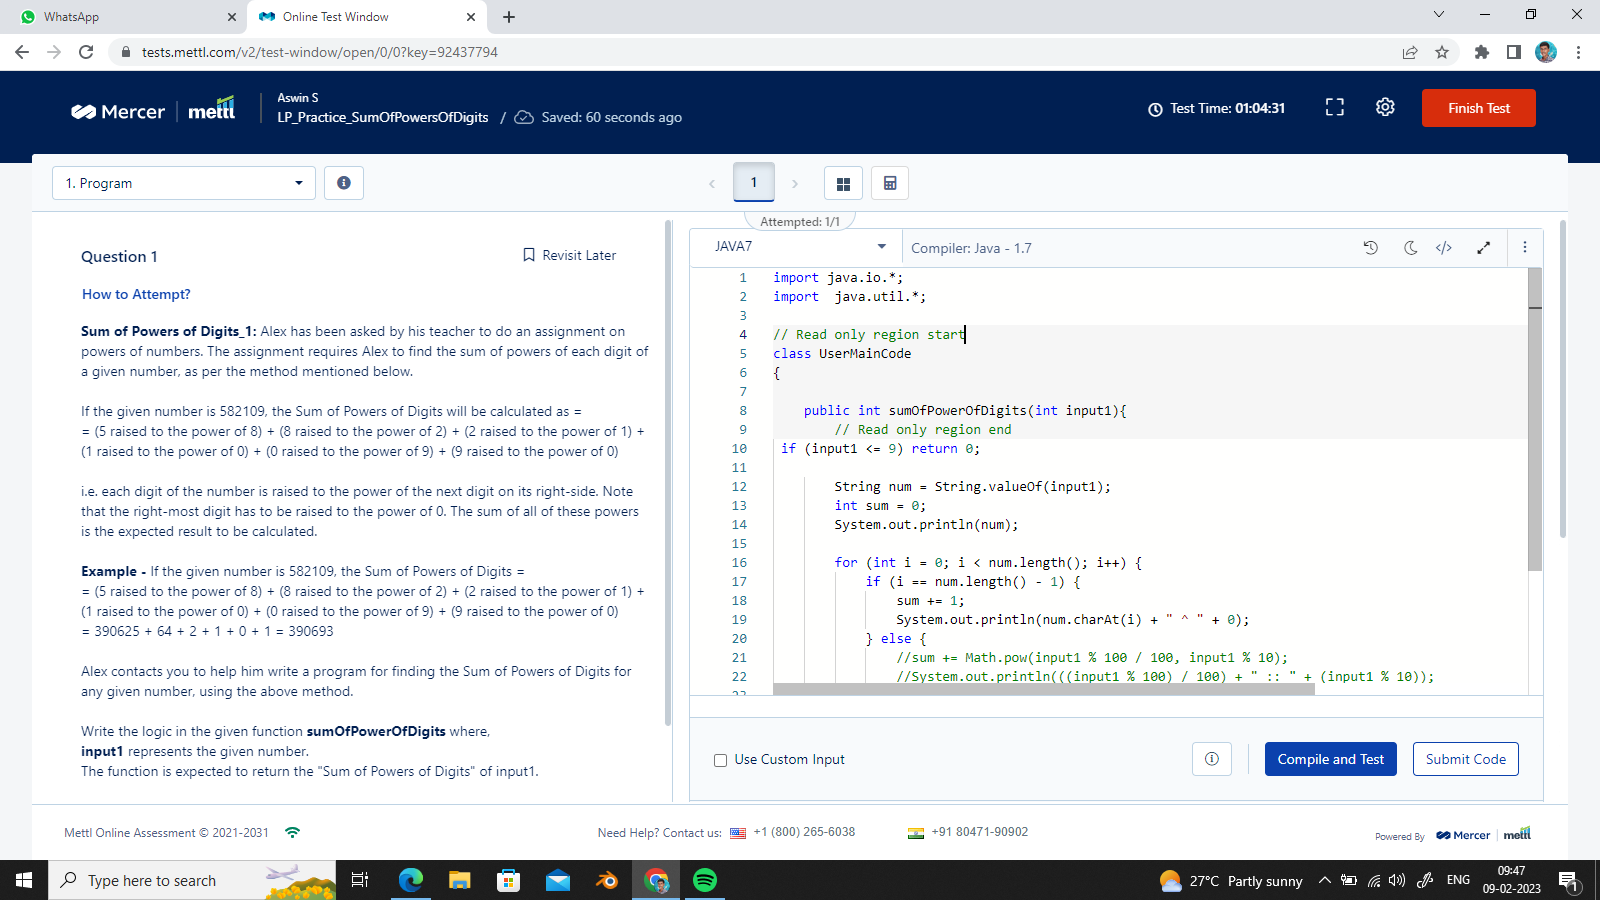 WhatsApp
Online Test Window
tests.mettl.com/v2/test-window/open/0/0?key=92437794
Mercer
mettl
Aswin S
LP_Practice_SumOfPowersOfDigits / Saved: 60 seconds ago
Test Time: 01:04:31
Finish Test
1. Program
1
Attempted: 1/1
Question 1
Revisit Later
How to Attempt?
Sum of Powers of Digits_1: Alex has been asked by his teacher to do an assignment on
powers of numbers. The assignment requires Alex to find the sum of powers of each digit of
a given number, as per the method mentioned below.
If the given number is 582109, the Sum of Powers of Digits will be calculated as =
= (5 raised to the power of 8) + (8 raised to the power of 2) + (2 raised to the power of 1) +
(1 raised to the power of 0) + (0 raised to the power of 9) + (9 raised to the power of 0)
i.e. each digit of the number is raised to the power of the next digit on its right-side. Note
that the right-most digit has to be raised to the power of 0. The sum of all of these powers
is the expected result to be calculated.
Example - If the given number is 582109, the Sum of Powers of Digits =
= (5 raised to the power of 8) + (8 raised to the power of 2) + (2 raised to the power of 1) +
(1 raised to the power of 0) + (0 raised to the power of 9) + (9 raised to the power of 0)
= 390625 + 64 + 2 + 1 + 0 + 1 = 390693
Alex contacts you to help him write a program for finding the Sum of Powers of Digits for
any given number, using the above method.
Write the logic in the given function sumOfPowerOfDigits where,
input1 represents the given number.
The function is expected to return the "Sum of Powers of Digits" of input1.
JAVA7
Compiler: Java - 1.7
1 import java.io.*;
2 import  java.util.*;
3
4 // Read only region start
5 class UserMainCode
6 {
7
8     public int sumOfPowerOfDigits(int input1){
9         // Read only region end
10  if (input1 <= 9) return 0;
11
12         String num = String.valueOf(input1);
13         int sum = 0;
14         System.out.println(num);
15
16         for (int i = 0; i < num.length(); i++) {
17             if (i == num.length() - 1) {
18                 sum += 1;
19                 System.out.println(num.charAt(i) + " ^ " + 0);
20             } else {
21                 //sum += Math.pow(input1 % 100 / 100, input1 % 10);
22                 //System.out.println(((input1 % 100) / 100) + " :: " + (input1 % 10));
23
Use Custom Input
Compile and Test
Submit Code
Mettl Online Assessment © 2021-2031
Need Help? Contact us: +1 (800) 265-6038
+91 80471-90902
Powered By Mercer mettl
Type here to search
27°C Partly sunny
ENG
09:47
09-02-2023
1